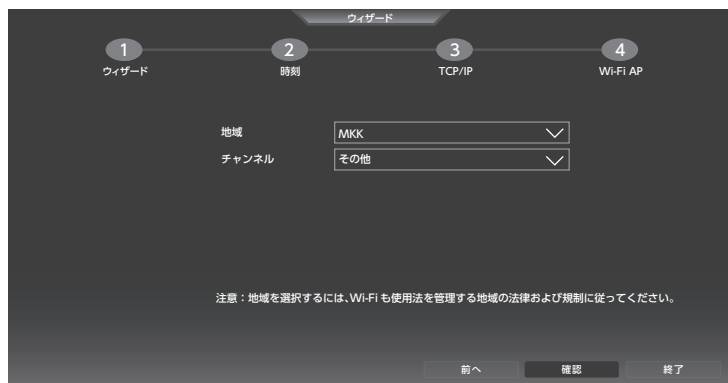 ウィザード
1 2 3 4
ウィザード 時刻 TCP/IP Wi-Fi AP
地域 MKK
チャンネル その他
注意：地域を選択するには、Wi-Fi も使用法を管理する地域の法律および規制に従ってください。
前へ 確認 終了